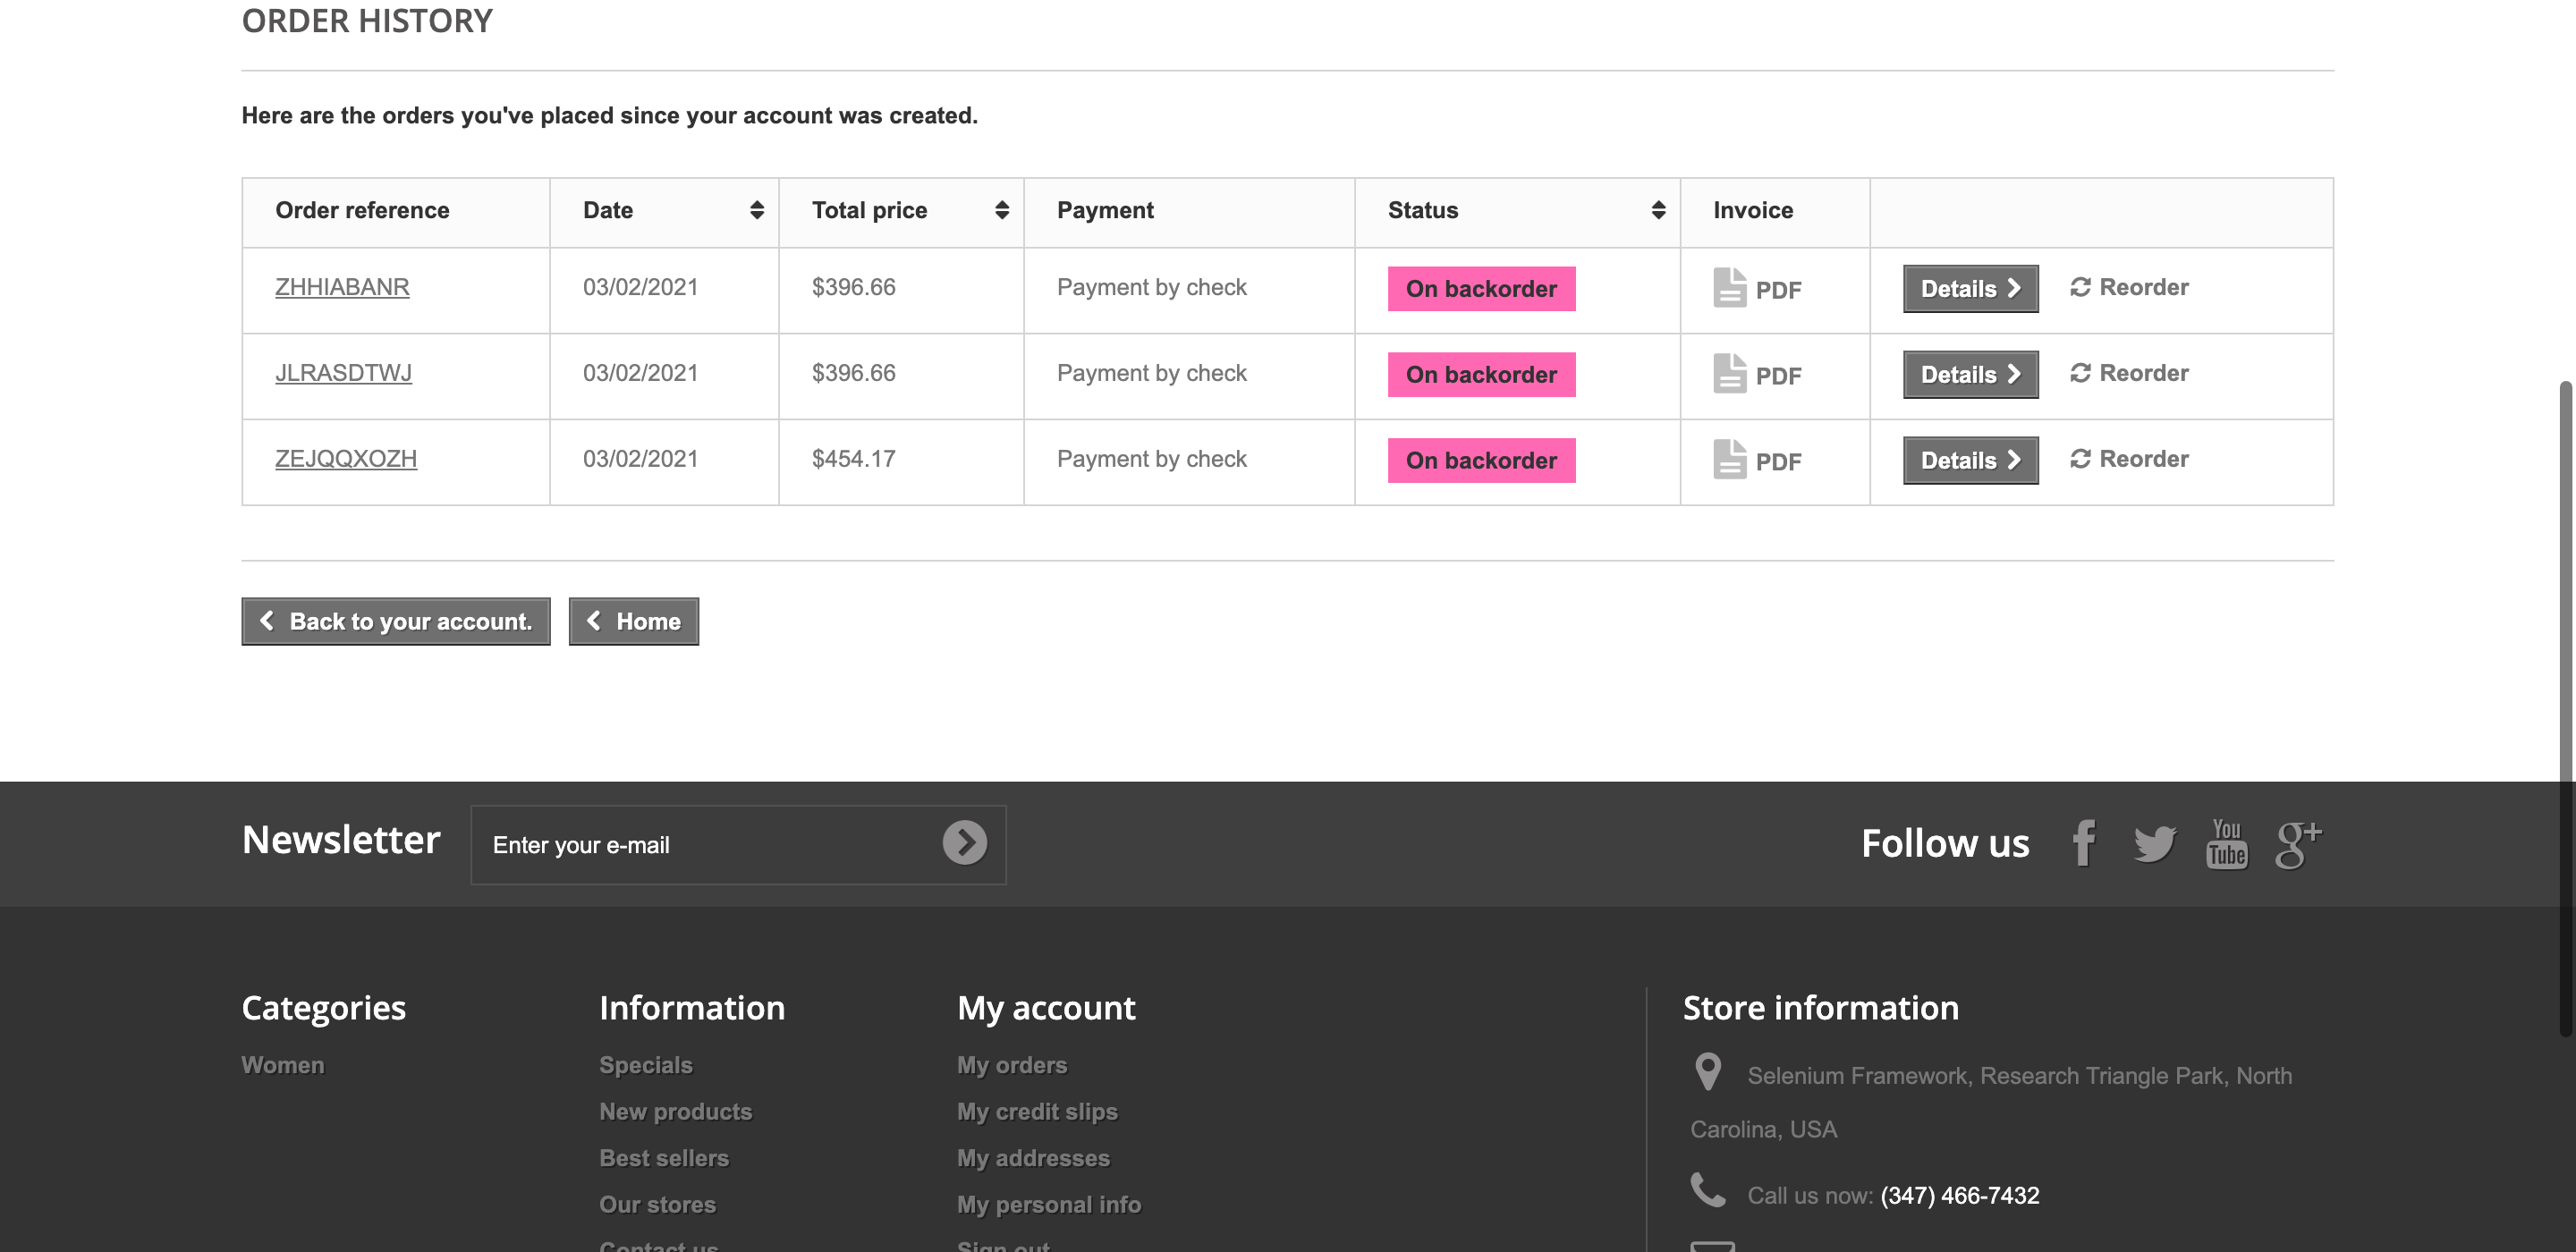 ORDER HISTORY
Here are the orders you've placed since your account was created.
Order reference Date Total price Payment Status Invoice
ZHHIABANR 03/02/2021 $396.66 Payment by check On backorder PDF Details Reorder
JLRASDTWJ 03/02/2021 $396.66 Payment by check On backorder PDF Details Reorder
ZEJQQXOZH 03/02/2021 $454.17 Payment by check On backorder PDF Details Reorder
Back to your account. Home
Newsletter Enter your e-mail Follow us You Tube g+
Categories Information My account Store information
Women Specials My orders Selenium Framework, Research Triangle Park, North
New products My credit slips Carolina, USA
Best sellers My addresses
Our stores My personal info Call us now: (347) 466-7432
Contact us Sign out